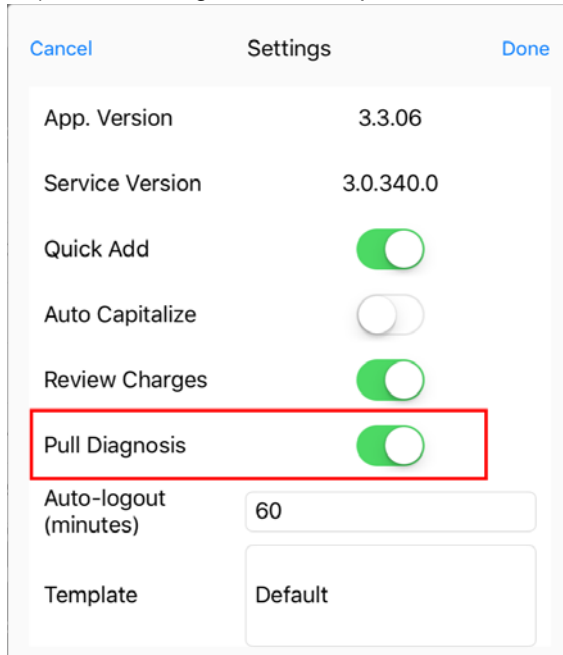 Cancel Settings Done
App. Version 3.3.06
Service Version 3.0.340.0
Quick Add
Auto Capitalize
Review Charges
Pull Diagnosis
Auto-logout
(minutes) 60
Template Default